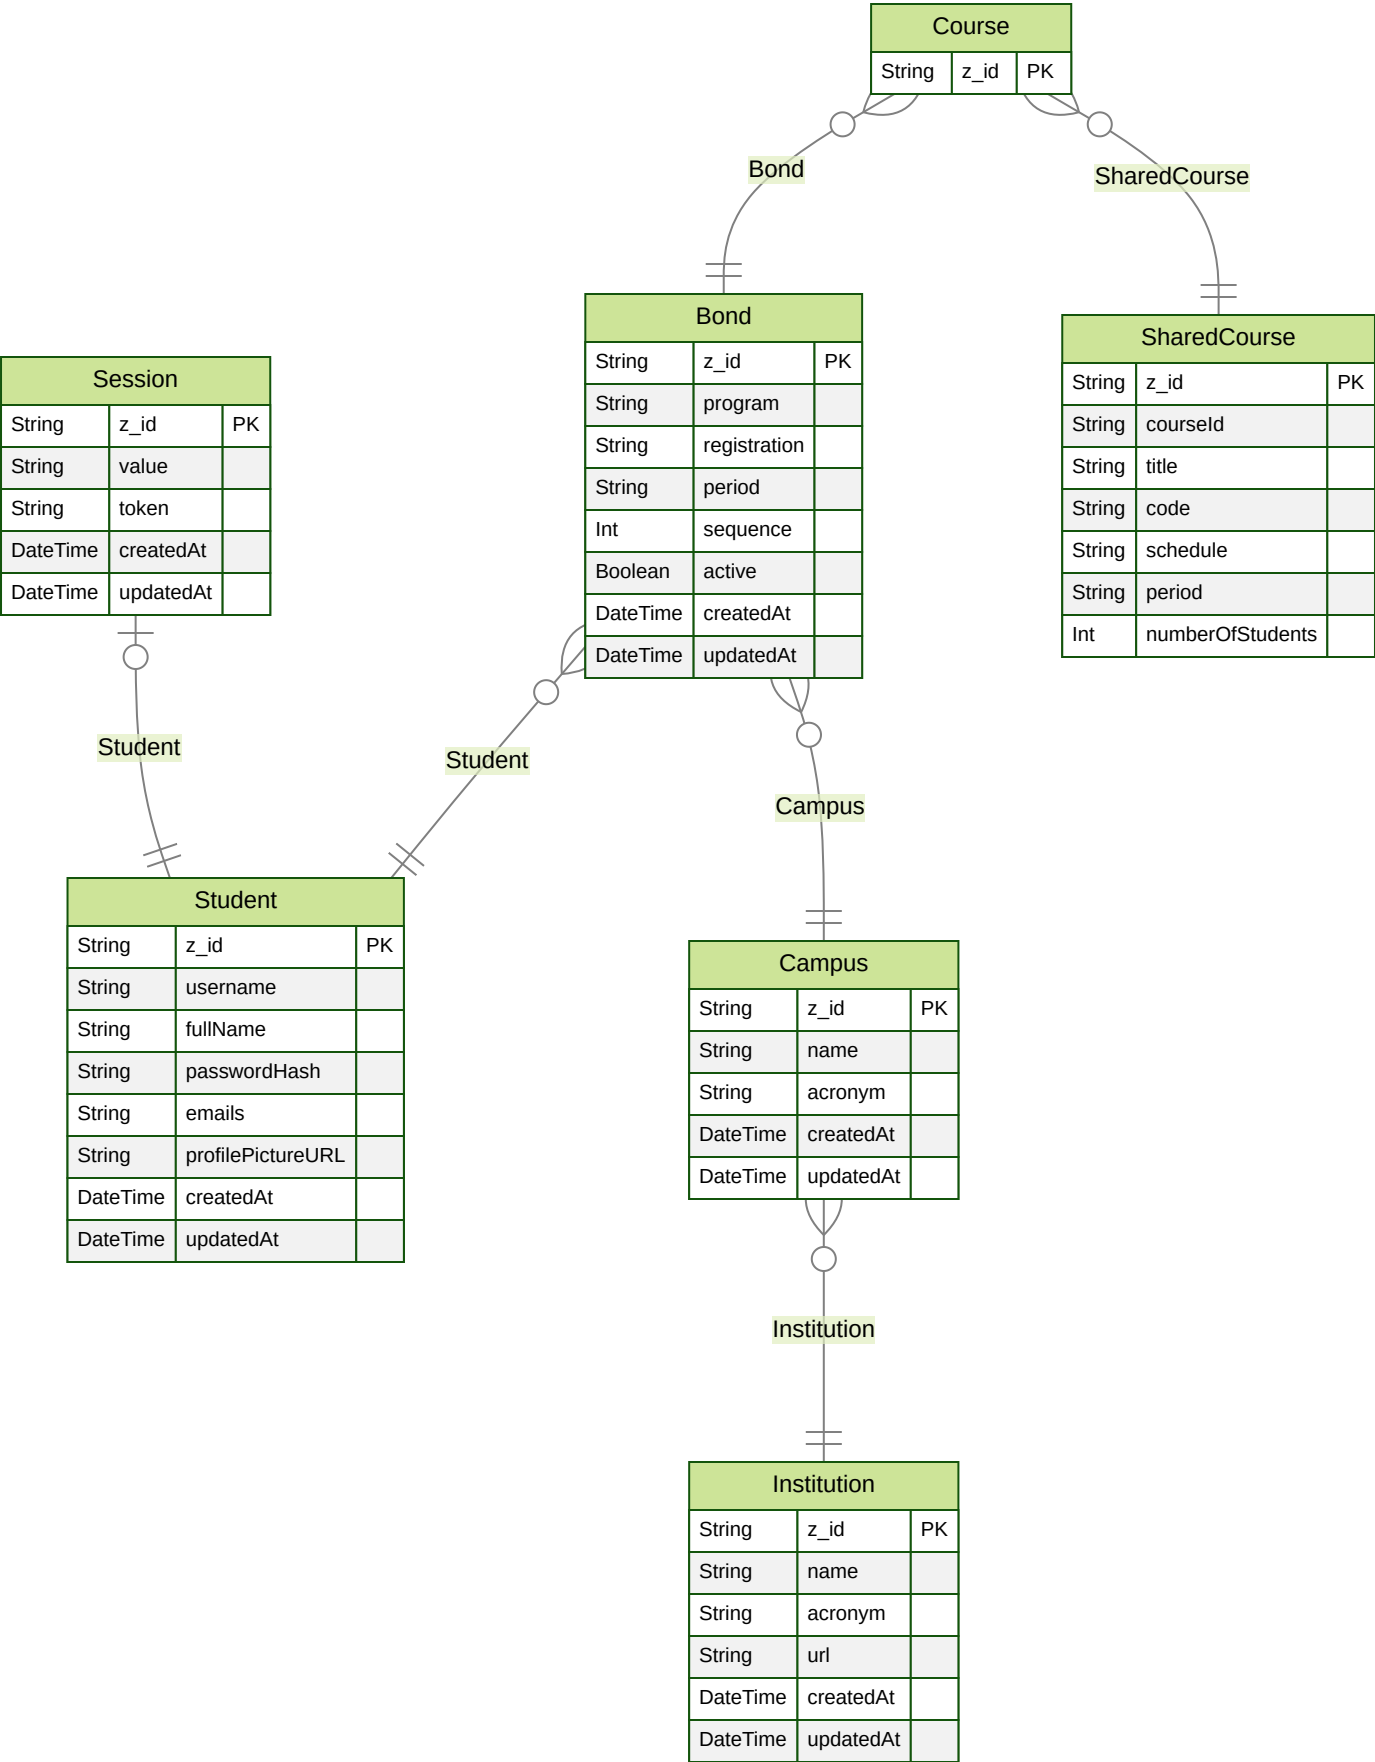 Course
String z_id PK
Bond
SharedCourse
Bond
String z_id PK
String program
String registration
String period
Int sequence
Boolean active
DateTime createdAt
DateTime updatedAt
SharedCourse
String z_id PK
String courseId
String title
String code
String schedule
String period
Int numberOfStudents
Session
String z_id PK
String value
String token
DateTime createdAt
DateTime updatedAt
Student
Student
Campus
Student
String z_id PK
String username
String fullName
String passwordHash
String emails
String profilePictureURL
DateTime createdAt
DateTime updatedAt
Campus
String z_id PK
String name
String acronym
DateTime createdAt
DateTime updatedAt
Institution
Institution
String z_id PK
String name
String acronym
String url
DateTime createdAt
DateTime updatedAt